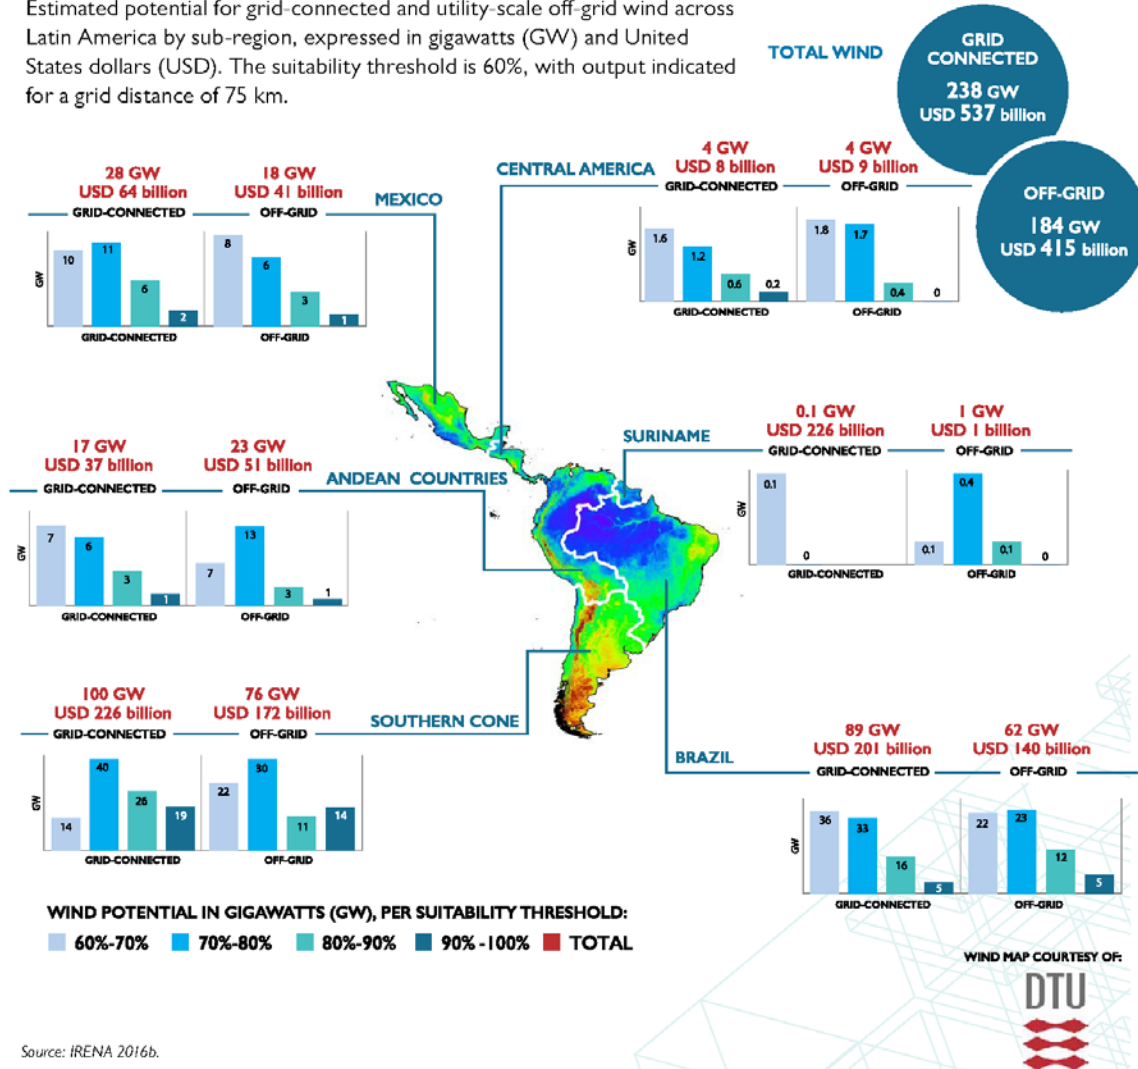 Estimated potential for grid-connected and utility-scale off-grid wind across
Latin America by sub-region, expressed in gigawatts (GW) and United
States dollars (USD). The suitability threshold is 60%, with output indicated
for a grid distance of 75 km.
TOTAL WIND
GRID
CONNECTED
238 GW
USD 537 billion
OFF-GRID
184 GW
USD 415 billion
MEXICO
28 GW
USD 64 billion
GRID-CONNECTED
18 GW
USD 41 billion
OFF-GRID
GW
10
11
6
2
GRID-CONNECTED
8
6
3
1
OFF-GRID
CENTRAL AMERICA
4 GW
USD 8 billion
GRID-CONNECTED
4 GW
USD 9 billion
OFF-GRID
GW
1.6
1.2
0.6
0.2
GRID-CONNECTED
1.8
1.7
0.4
0
OFF-GRID
ANDEAN COUNTRIES
17 GW
USD 37 billion
GRID-CONNECTED
23 GW
USD 51 billion
OFF-GRID
GW
7
6
3
1
GRID-CONNECTED
7
13
3
1
OFF-GRID
SURINAME
0.1 GW
USD 226 billion
GRID-CONNECTED
1 GW
USD 1 billion
OFF-GRID
GW
0.1
0
GRID-CONNECTED
0.1
0.4
0.1
0
OFF-GRID
SOUTHERN CONE
100 GW
USD 226 billion
GRID-CONNECTED
76 GW
USD 172 billion
OFF-GRID
GW
14
40
26
19
GRID-CONNECTED
22
30
11
14
OFF-GRID
BRAZIL
89 GW
USD 201 billion
GRID-CONNECTED
62 GW
USD 140 billion
OFF-GRID
GW
36
33
16
5
GRID-CONNECTED
22
23
12
5
OFF-GRID
WIND POTENTIAL IN GIGAWATTS (GW), PER SUITABILITY THRESHOLD:
60%-70% 70%-80% 80%-90% 90% -100% TOTAL
WIND MAP COURTESY OF:
DTU
Source: IRENA 2016b.